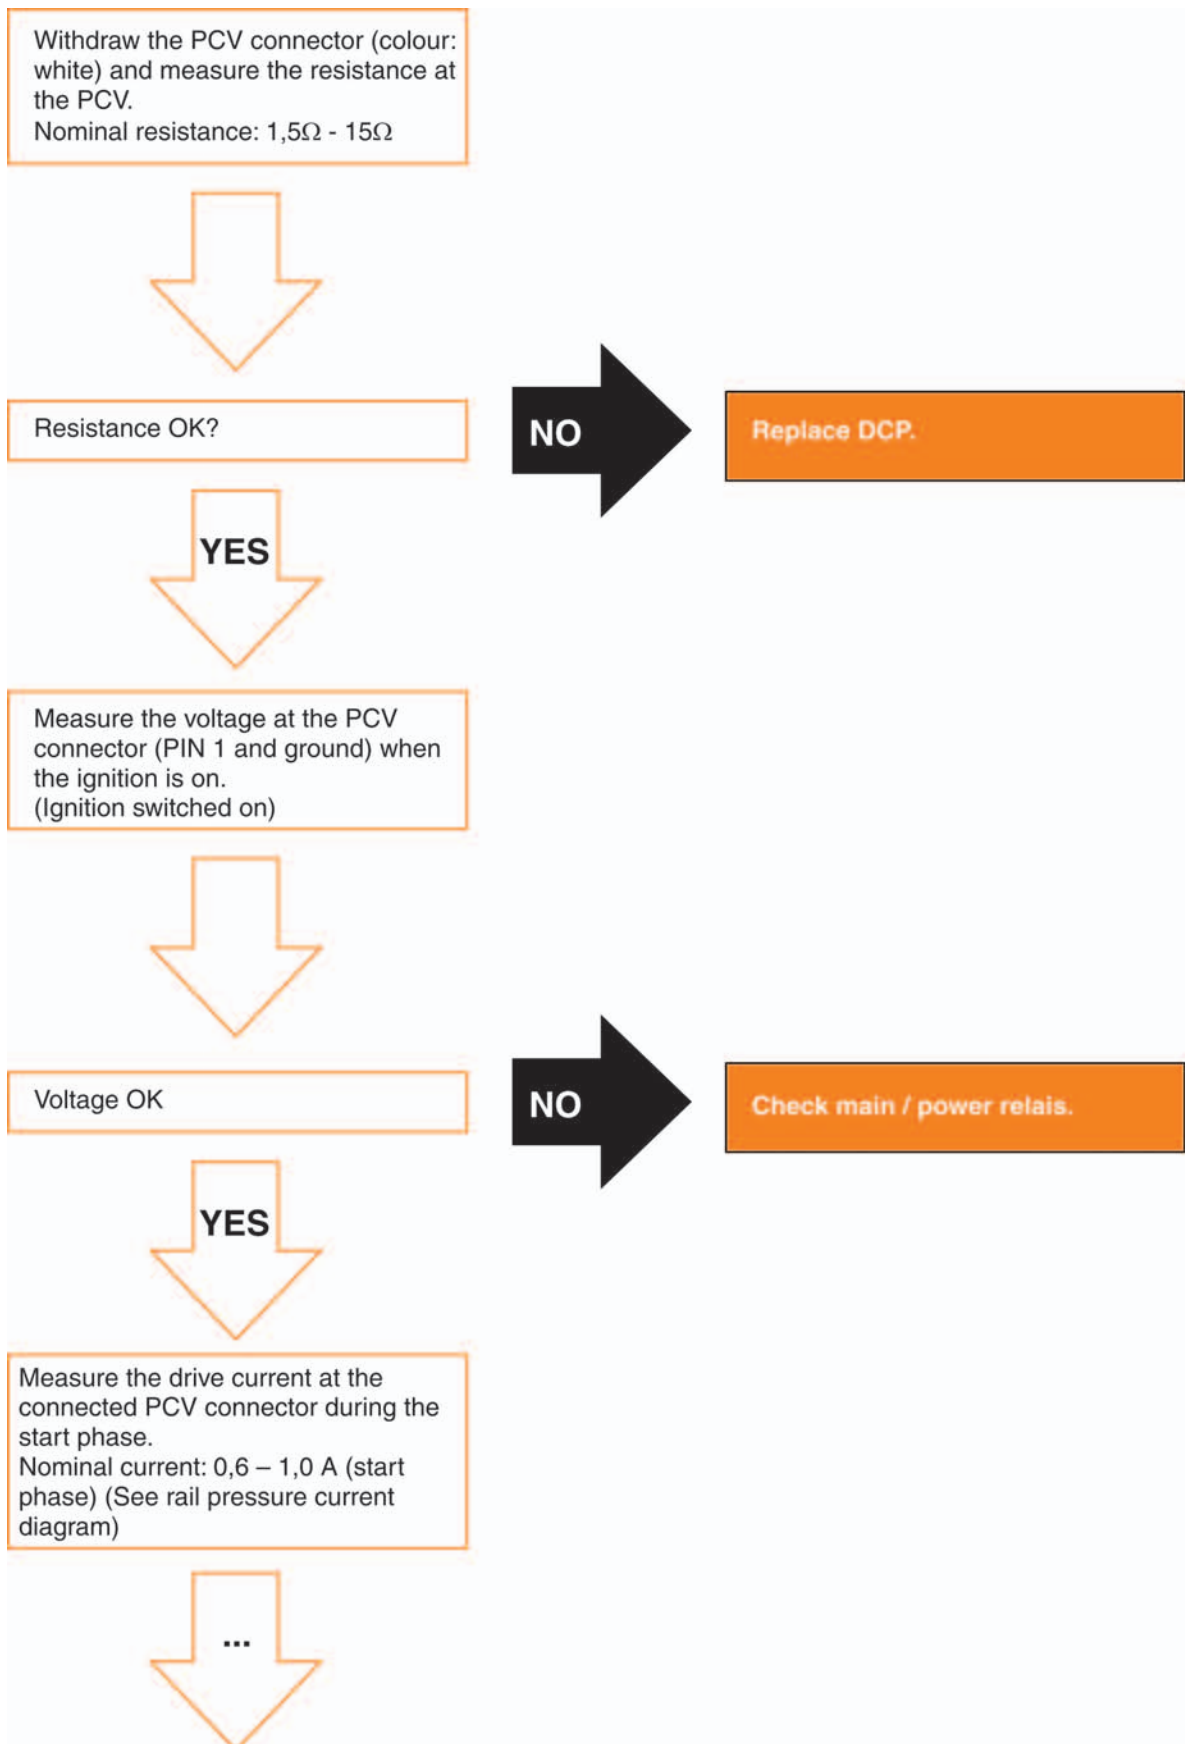 Withdraw the PCV connector (colour:
white) and measure the resistance at
the PCV.
Nominal resistance: 1,5Ω - 15Ω
Resistance OK?
NO
Replace DCP.
YES
Measure the voltage at the PCV
connector (PIN 1 and ground) when
the ignition is on.
(Ignition switched on)
Voltage OK
NO
Check main / power relais.
YES
Measure the drive current at the
connected PCV connector during the
start phase.
Nominal current: 0,6 – 1,0 A (start
phase) (See rail pressure current
diagram)
...